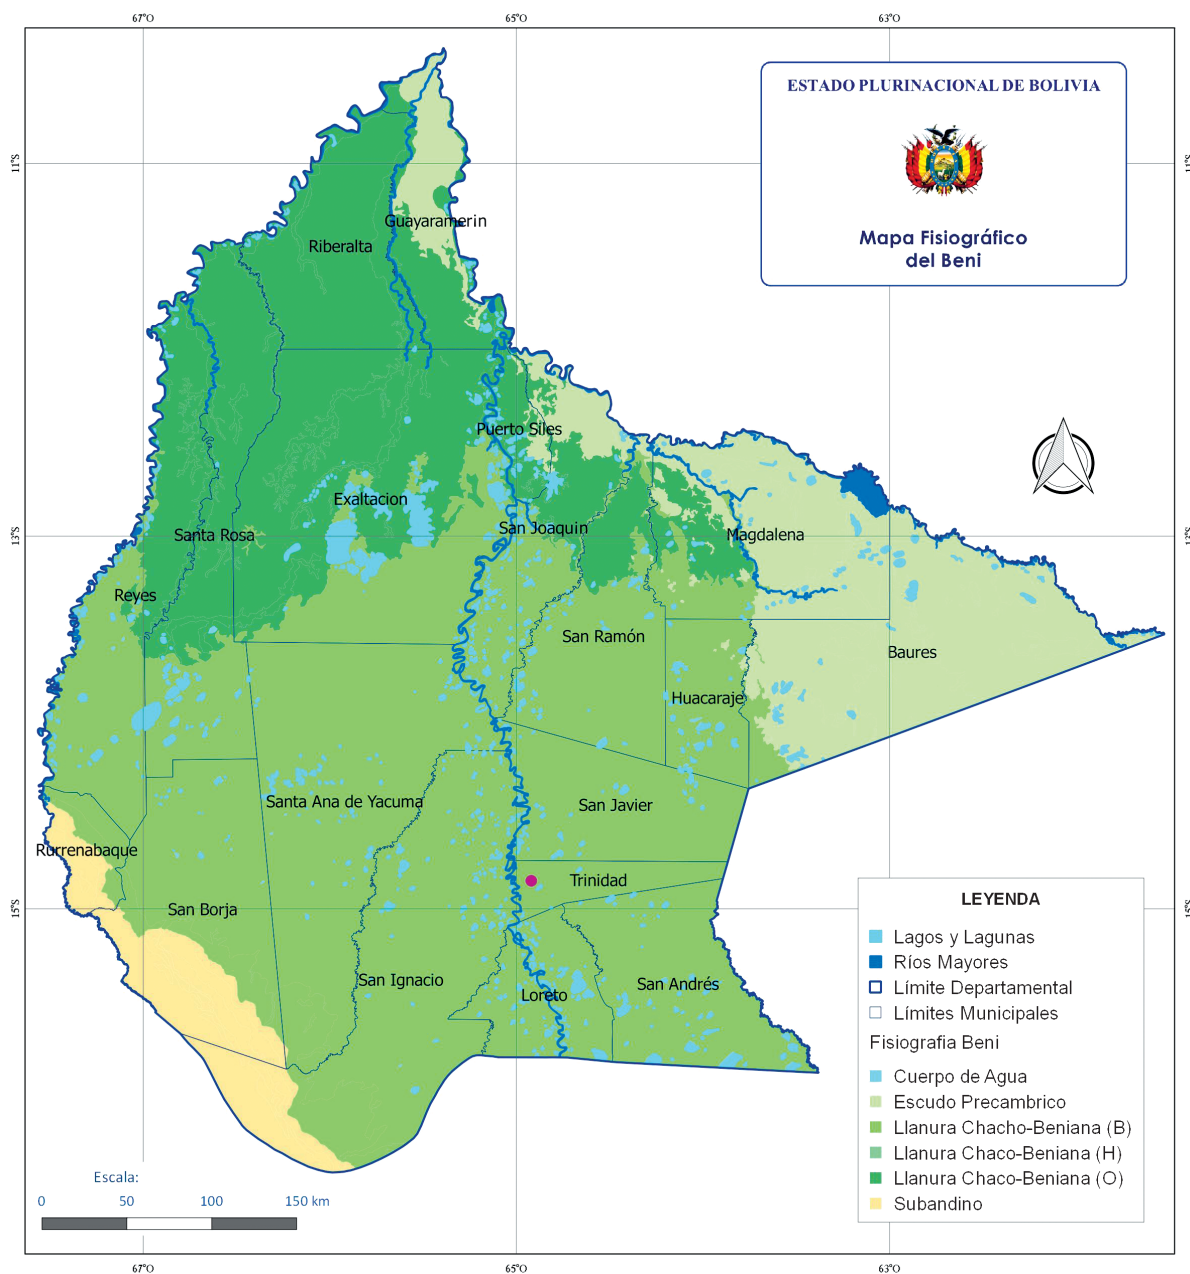 67°O
65°O
63°O
ESTADO PLURINACIONAL DE BOLIVIA
Mapa Fisiográfico
del Beni
11°S
11°S
Guayaramerin
Riberalta
Puerto Siles
Exaltacion
San Joaquin
Santa Rosa
Magdalena
13°S
13°S
Reyes
San Ramón
Baures
Huacaraje
Santa Ana de Yacuma
San Javier
Rurrenabaque
Trinidad
San Borja
15°S
15°S
San Ignacio
Loreto
San Andrés
LEYENDA
Lagos y Lagunas
Ríos Mayores
Límite Departamental
Límites Municipales
Fisiografia Beni
Cuerpo de Agua
Escudo Precambrico
Llanura Chacho-Beniana (B)
Llanura Chaco-Beniana (H)
Llanura Chaco-Beniana (O)
Subandino
Escala:
0 50 100 150 km
67°O
65°O
63°O